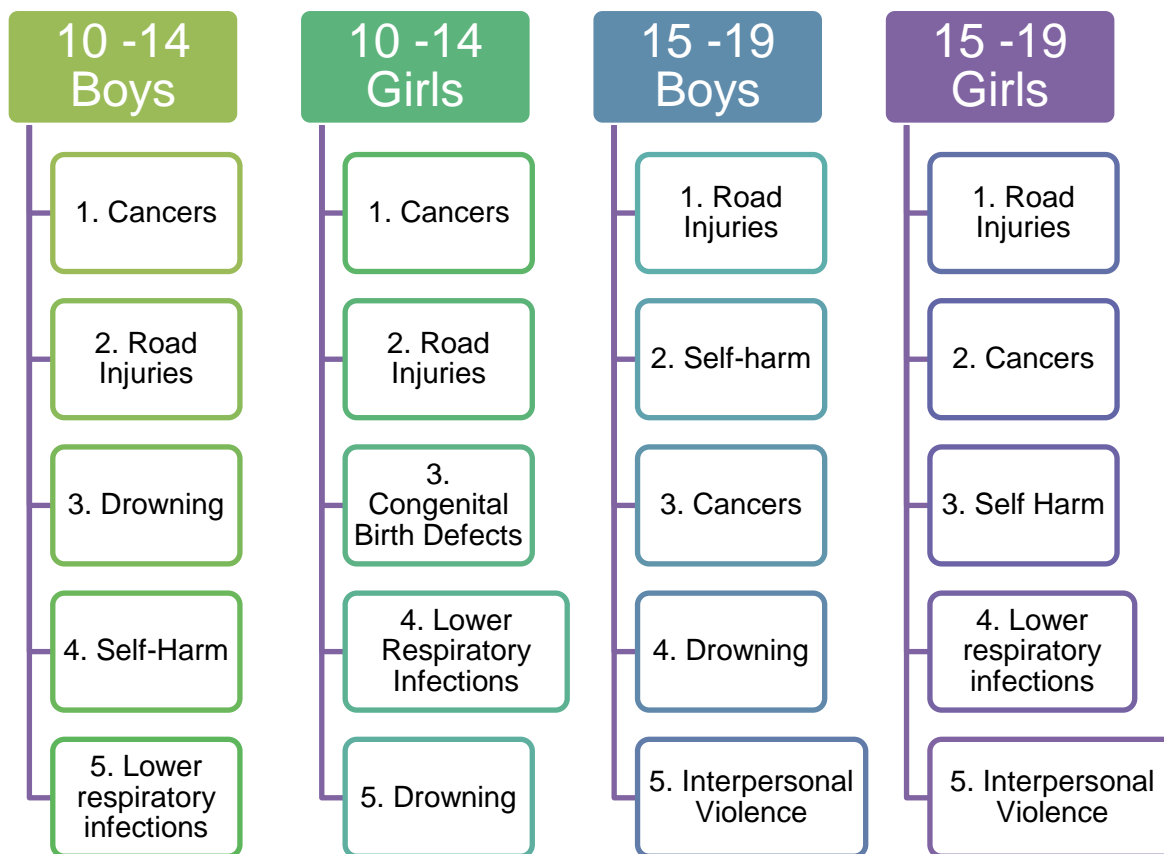 10 -14
Boys
1. Cancers
2. Road
Injuries
3. Drowning
4. Self-Harm
5. Lower
respiratory
infections
10 -14
Girls
1. Cancers
2. Road
Injuries
3.
Congenital
Birth Defects
4. Lower
Respiratory
Infections
5. Drowning
15 -19
Boys
1. Road
Injuries
2. Self-harm
3. Cancers
4. Drowning
5. Interpersonal
Violence
15 -19
Girls
1. Road
Injuries
2. Cancers
3. Self Harm
4. Lower
respiratory
infections
5. Interpersonal
Violence